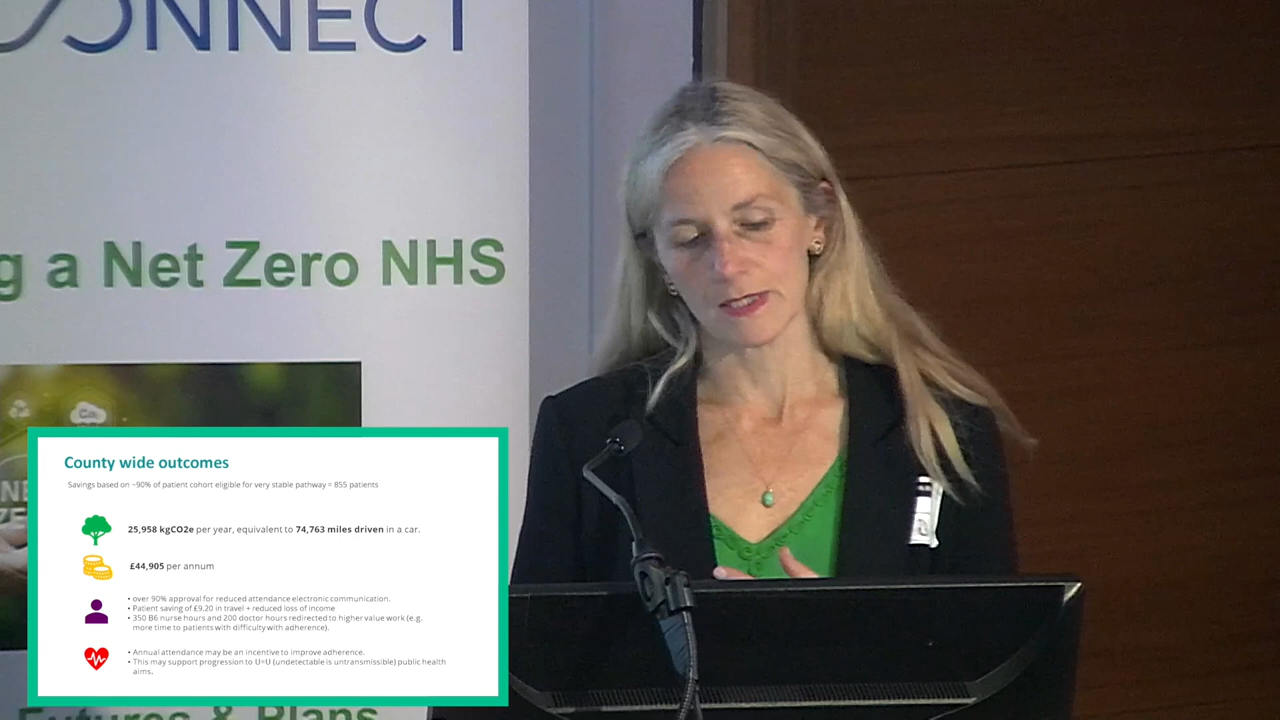 ONNECT
g a Net Zero NHS
County wide outcomes
Savings based on ~90% of patient cohort eligible for very stable pathway = 855 patients
25,958 kgCO2e per year, equivalent to 74,763 miles driven in a car.
£44,905 per annum
• over 90% approval for reduced attendance electronic communication.
• Patient saving of £9.20 in travel + reduced loss of income
• 350 B6 nurse hours and 200 doctor hours redirected to higher value work (e.g.
more time to patients with difficulty with adherence).
• Annual attendance may be an incentive to improve adherence.
• This may support progression to U=U (undetectable is untransmissible) public health
aims.
Futures & Plans